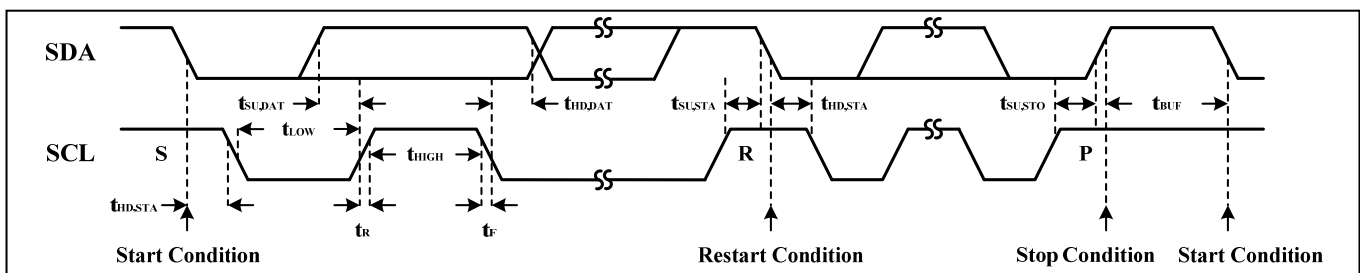 SDA
tSU,DAT tHD,DAT tSU,STA tHD,STA tSU,STO tBUF
tLOW
SCL S tHIGH R P
tHD,STA
tR tF
Start Condition Restart Condition Stop Condition Start Condition